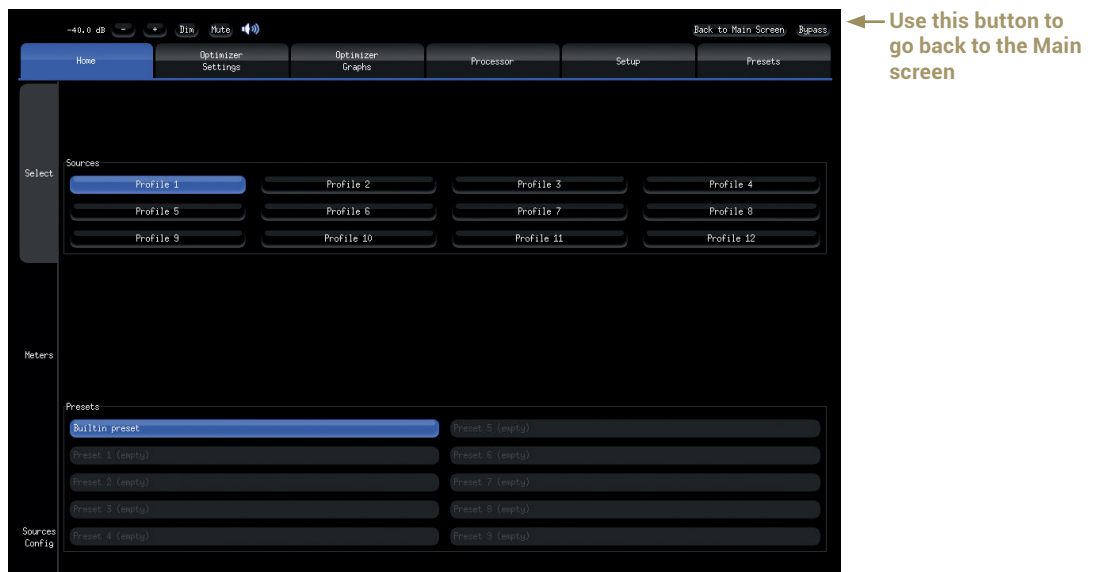 -40.0 dB - + Dim Mute Back to Main Screen Bypass
Use this button to
go back to the Main
screen
Home Optimizer Settings Optimizer Graphs Processor Setup Presets
Select
Sources
Profile 1 Profile 2 Profile 3 Profile 4
Profile 5 Profile 6 Profile 7 Profile 8
Profile 9 Profile 10 Profile 11 Profile 12
Meters
Presets
Builtin preset Preset 5 (empty)
Preset 1 (empty) Preset 6 (empty)
Preset 2 (empty) Preset 7 (empty)
Preset 3 (empty) Preset 8 (empty)
Preset 4 (empty) Preset 9 (empty)
Sources
Config